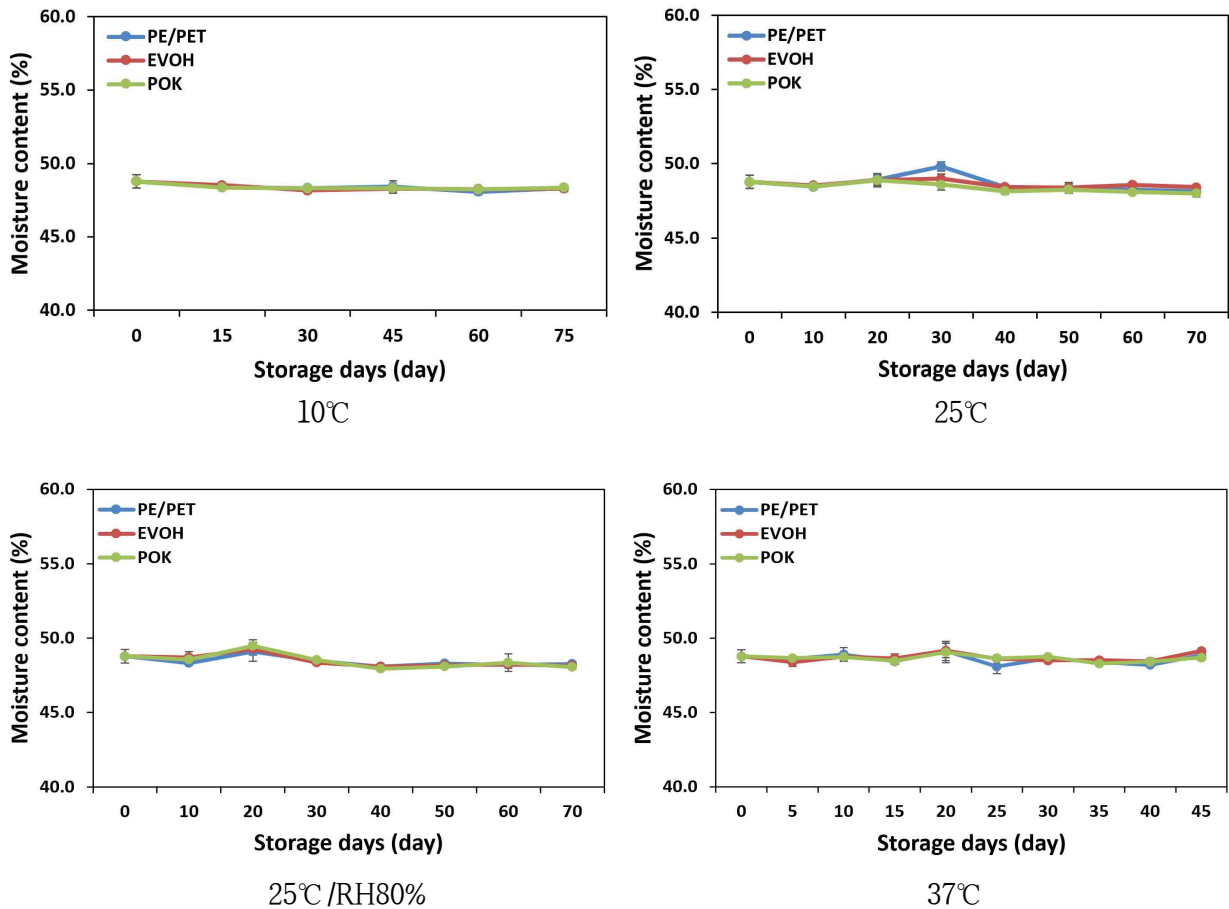 60.0
55.0
50.0
45.0
40.0
Moisture content (%)
PE/PET
EVOH
POK
0 15 30 45 60 75
Storage days (day)
10℃
60.0
55.0
50.0
45.0
40.0
Moisture content (%)
PE/PET
EVOH
POK
0 10 20 30 40 50 60 70
Storage days (day)
25℃
60.0
55.0
50.0
45.0
40.0
Moisture content (%)
PE/PET
EVOH
POK
0 10 20 30 40 50 60 70
Storage days (day)
25℃/RH80%
60.0
55.0
50.0
45.0
40.0
Moisture content (%)
PE/PET
EVOH
POK
0 5 10 15 20 25 30 35 40 45
Storage days (day)
37℃